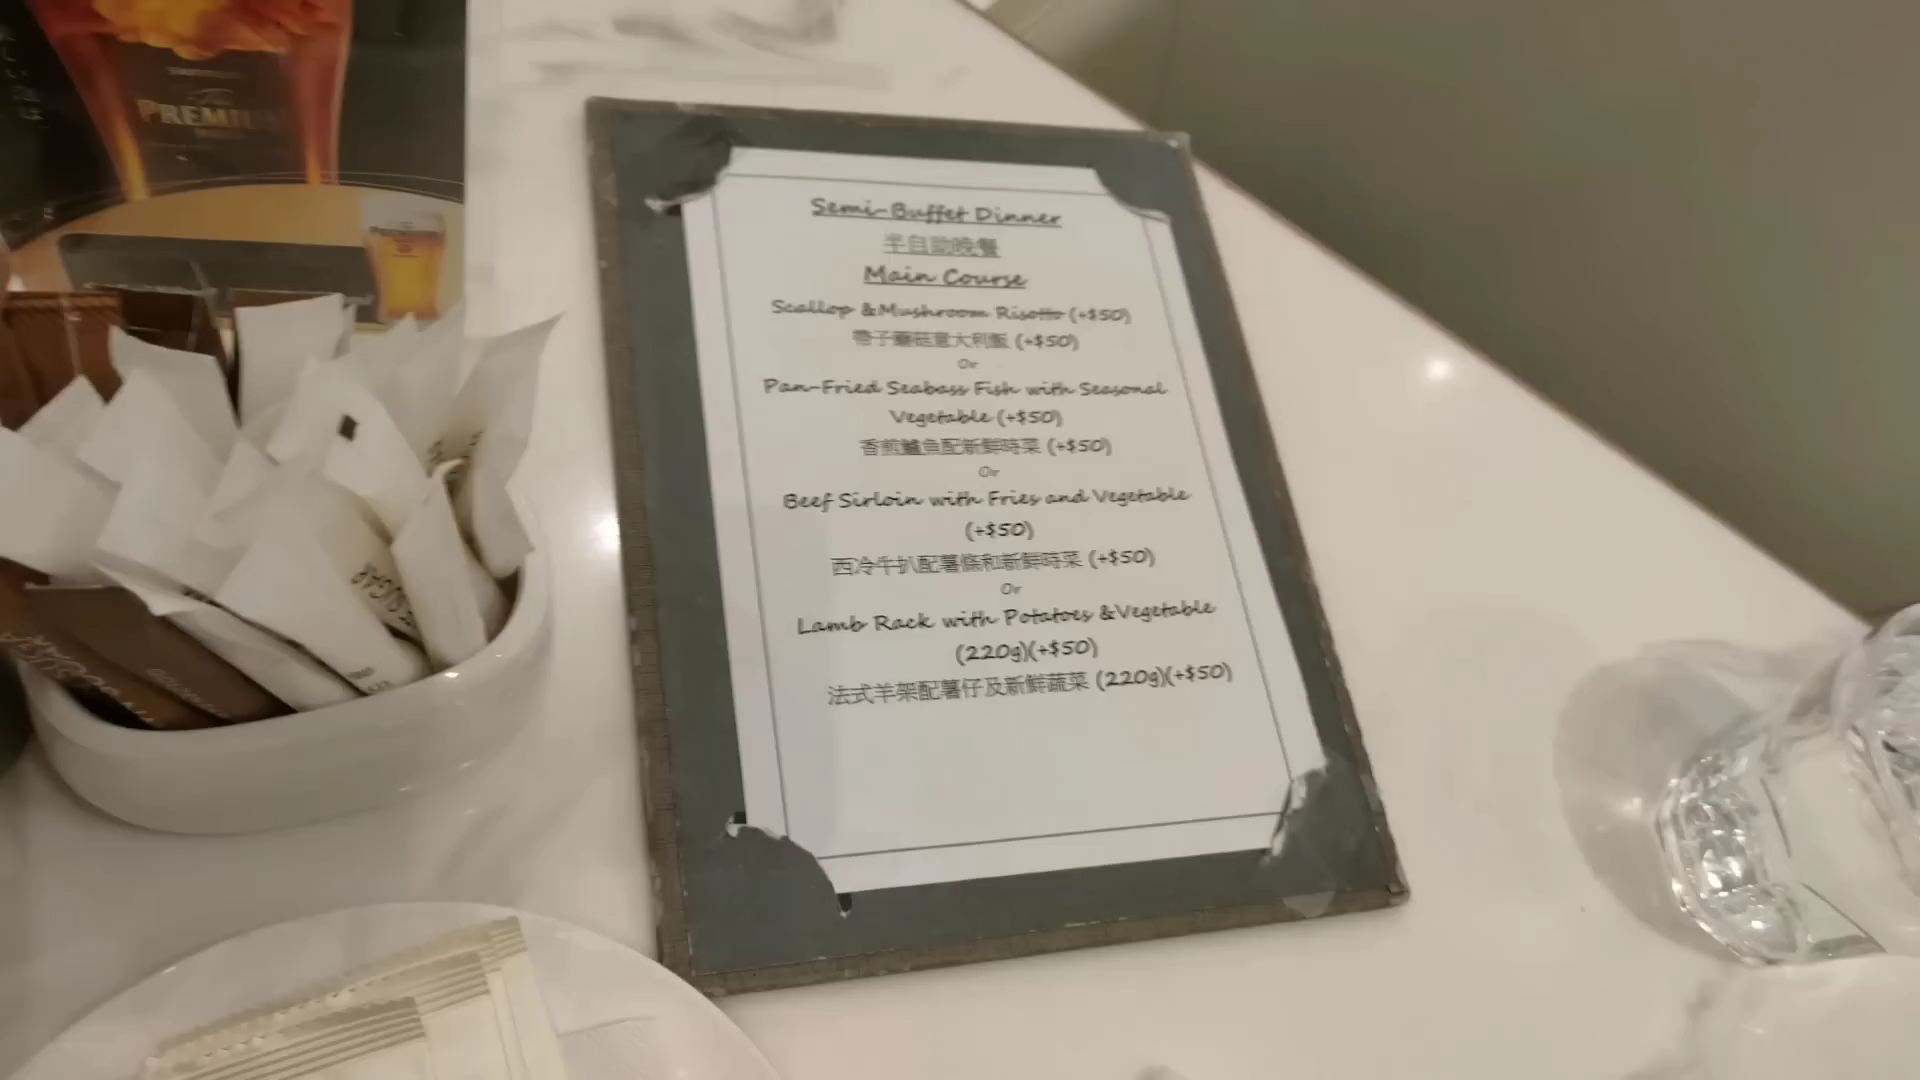 The
PREMIUM
Semi-Buffet Dinner
半自助晚餐
Main Course
Scallop &Mushroom Risotto (+$50)
帶子蘑菇意大利飯 (+$50)
Or
Pan-Fried Seabass Fish with Seasonal
Vegetable (+$50)
香煎鱸魚配新鮮時菜 (+$50)
Or
Beef Sirloin with Fries and Vegetable
(+$50)
西冷牛扒配薯條和新鮮時菜 (+$50)
Or
Lamb Rack with Potatoes &Vegetable
(220g)(+$50)
法式羊架配薯仔及新鮮蔬菜 (220g)(+$50)
SUGAR